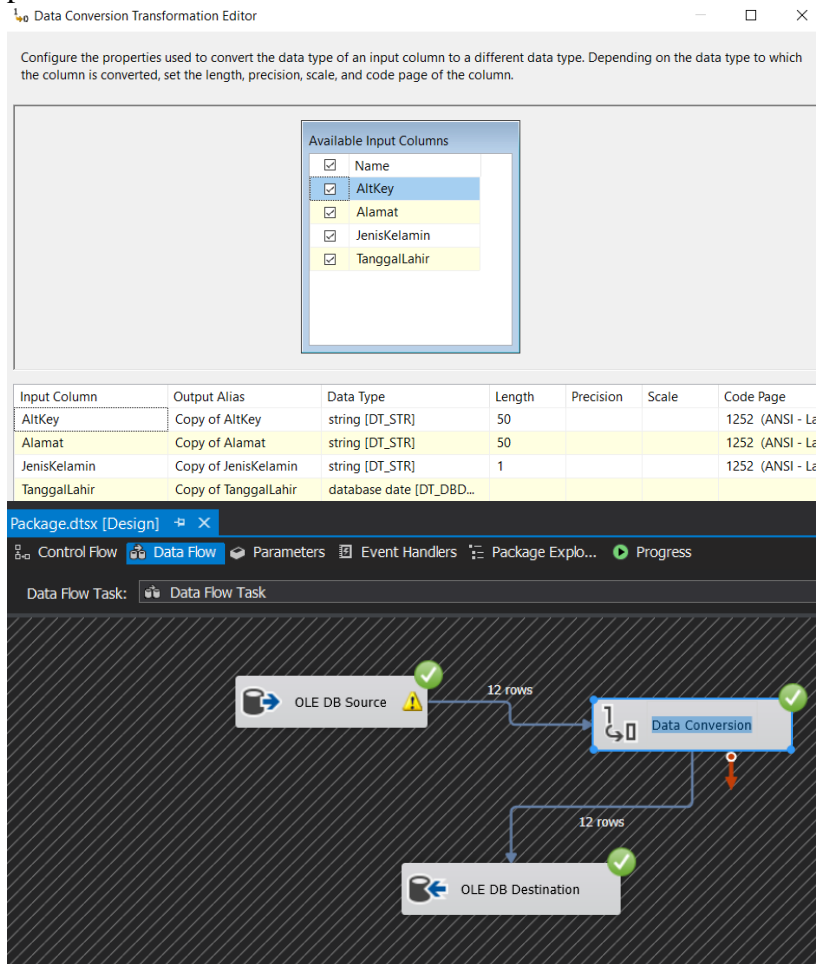 Data Conversion Transformation Editor
Configure the properties used to convert the data type of an input column to a different data type. Depending on the data type to which
the column is converted, set the length, precision, scale, and code page of the column.
Available Input Columns
Name
AltKey
Alamat
JenisKelamin
TanggalLahir
Input Column Output Alias Data Type Length Precision Scale Code Page
AltKey Copy of AltKey string [DT_STR] 50 1252 (ANSI - La
Alamat Copy of Alamat string [DT_STR] 50 1252 (ANSI - La
JenisKelamin Copy of JenisKelamin string [DT_STR] 1 1252 (ANSI - La
TanggalLahir Copy of TanggalLahir database date [DT_DBD...
Package.dtsx [Design]
Control Flow Data Flow Parameters Event Handlers Package Explo... Progress
Data Flow Task: Data Flow Task
OLE DB Source
12 rows
Data Conversion
12 rows
OLE DB Destination